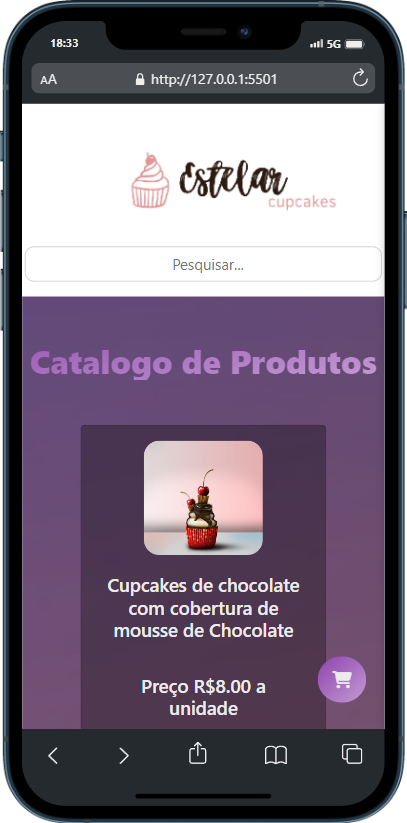 18:33
5G
AA
http://127.0.0.1:5501
Estelar
cupcakes
Pesquisar...
Catalogo de Produtos
Cupcakes de chocolate
com cobertura de
mousse de Chocolate
Preço R$8.00 a
unidade